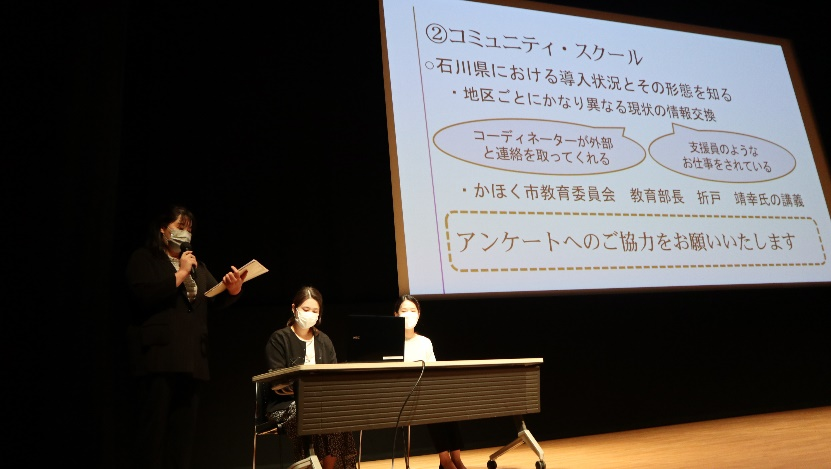 ②コミュニティ・スクール
○石川県における導入状況とその形態を知る
・地区ごとにかなり異なる現状の情報交換
コーディネーターが外部
と連絡を取ってくれる
支援員のような
お仕事をされている
・かほく市教育委員会 教育部長 折戸 靖幸氏の講義
アンケートへのご協力をお願いいたします